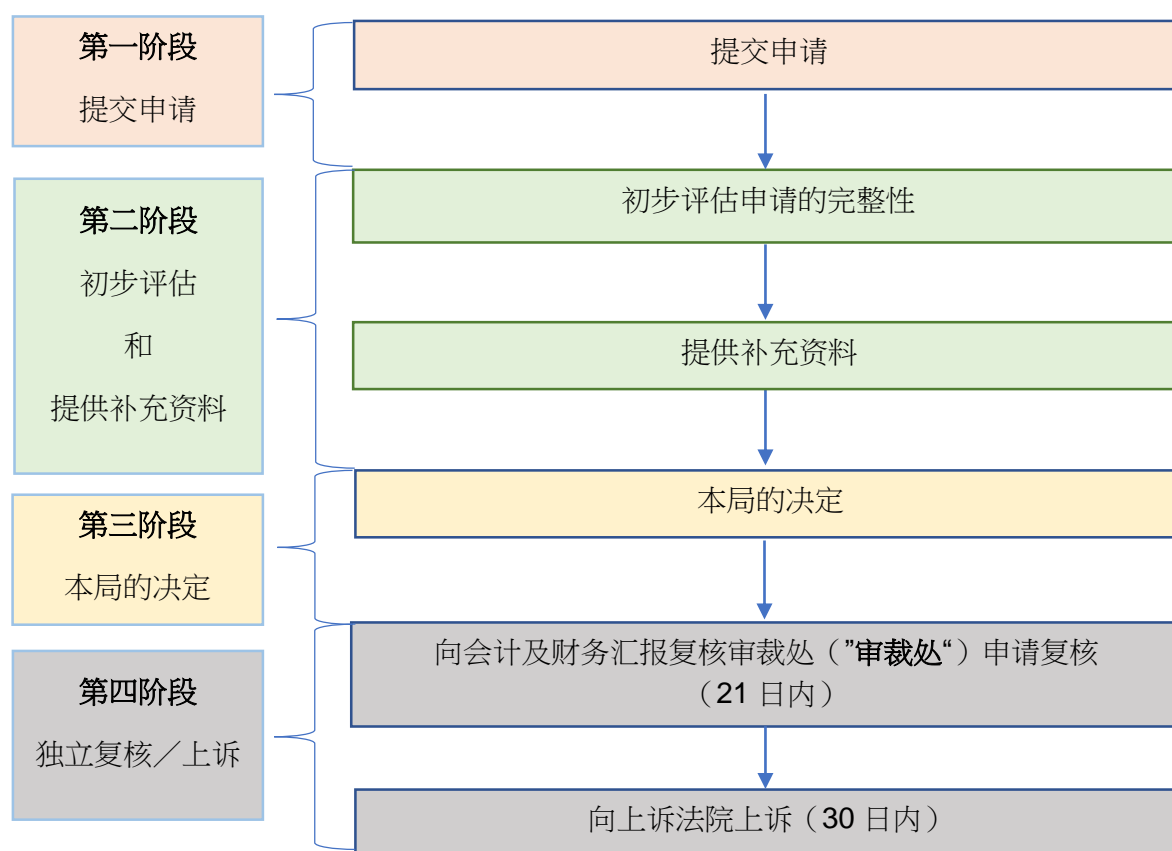 第一阶段
提交申请
提交申请
第二阶段
初步评估
和
提供补充资料
初步评估申请的完整性
提供补充资料
第三阶段
本局的决定
本局的决定
第四阶段
独立复核／上诉
向会计及财务汇报复核审裁处（”审裁处“）申请复核
（21 日内）
向上诉法院上诉（30 日内）